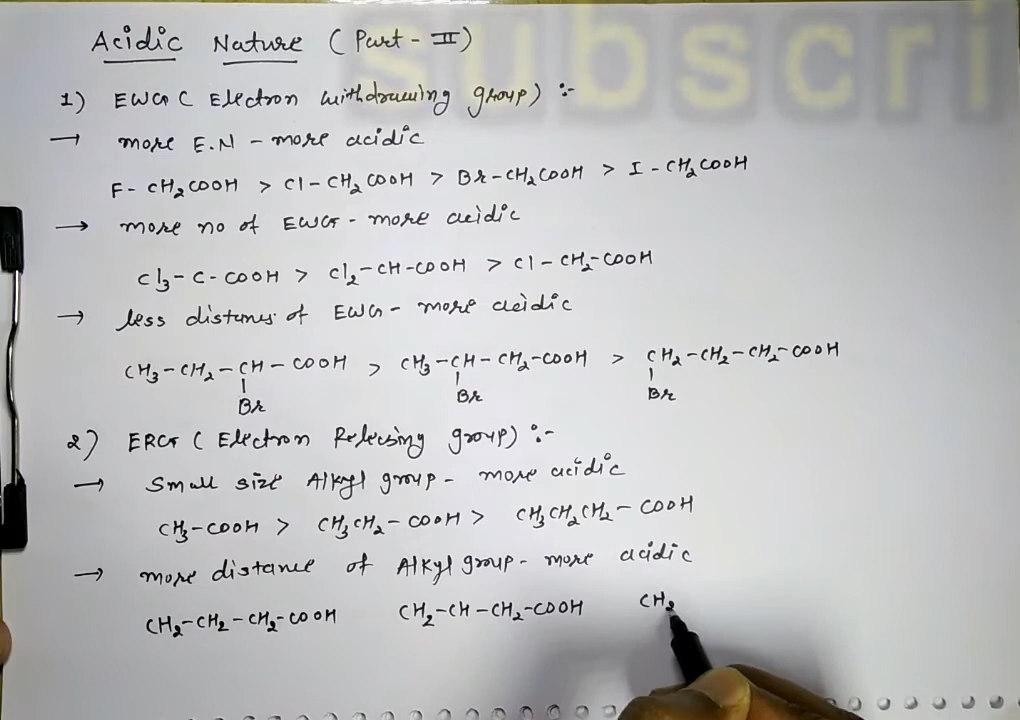 subscri
Acidic Nature (Part - II)
1) EWG ( Electron withdrawing group) :-
→ more E.N - more acidic
F- CH₂COOH > Cl-CH₂COOH > Br-CH₂COOH > I-CH₂COOH
→ more no of EWG - more acidic
Cl₃-C-COOH > Cl₂-CH-COOH > Cl-CH₂-COOH
→ less distance of EWG - more acidic
CH₃-CH₂-CH-COOH > CH₃-CH-CH₂-COOH > CH₂-CH₂-CH₂-COOH
Br Br Br
2) ERG ( Electron Releasing group) :-
→ Small size Alkyl group - more acidic
CH₃-COOH > CH₃CH₂-COOH > CH₃CH₂CH₂-COOH
→ more distance of Alkyl group - more acidic
CH₂-CH₂-CH₂-COOH CH₂-CH-CH₂-COOH CH₂